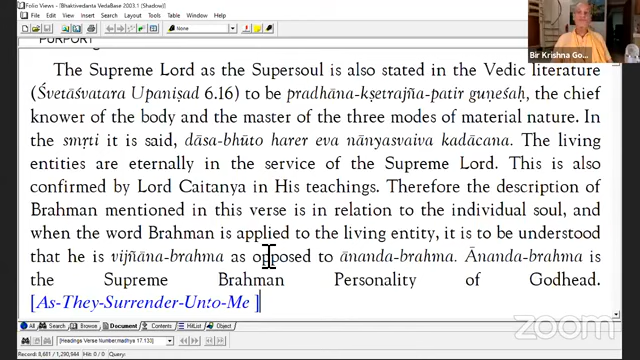 Folio Views - [Bhaktivedanta VedaBase 2003.1 (Shadow)]
File Edit View Search Layout Tools Window Help
None
PURPORT
Bir Krishna Go...
The Supreme Lord as the Supersoul is also stated in the Vedic literature
(Śvetāśvatara Upaniṣad 6.16) to be pradhāna-kṣetrajña-patir guṇeśaḥ, the chief
knower of the body and the master of the three modes of material nature. In
the smṛti it is said, dāsa-bhūto harer eva nānyasvaiva kadācana. The living
entities are eternally in the service of the Supreme Lord. This is also
confirmed by Lord Caitanya in His teachings. Therefore the description of
Brahman mentioned in this verse is in relation to the individual soul, and
when the word Brahman is applied to the living entity, it is to be understood
that he is vijñāna-brahma as opposed to ānanda-brahma. Ānanda-brahma is
the Supreme Brahman Personality of Godhead.
[As-They-Surrender-Unto-Me ]
zoom
All Browse Document Contents HitList Object
Record: 8,681 / 1,290,944 Hit: 0 / 0 Headings Verse Number:madhya 17.133]